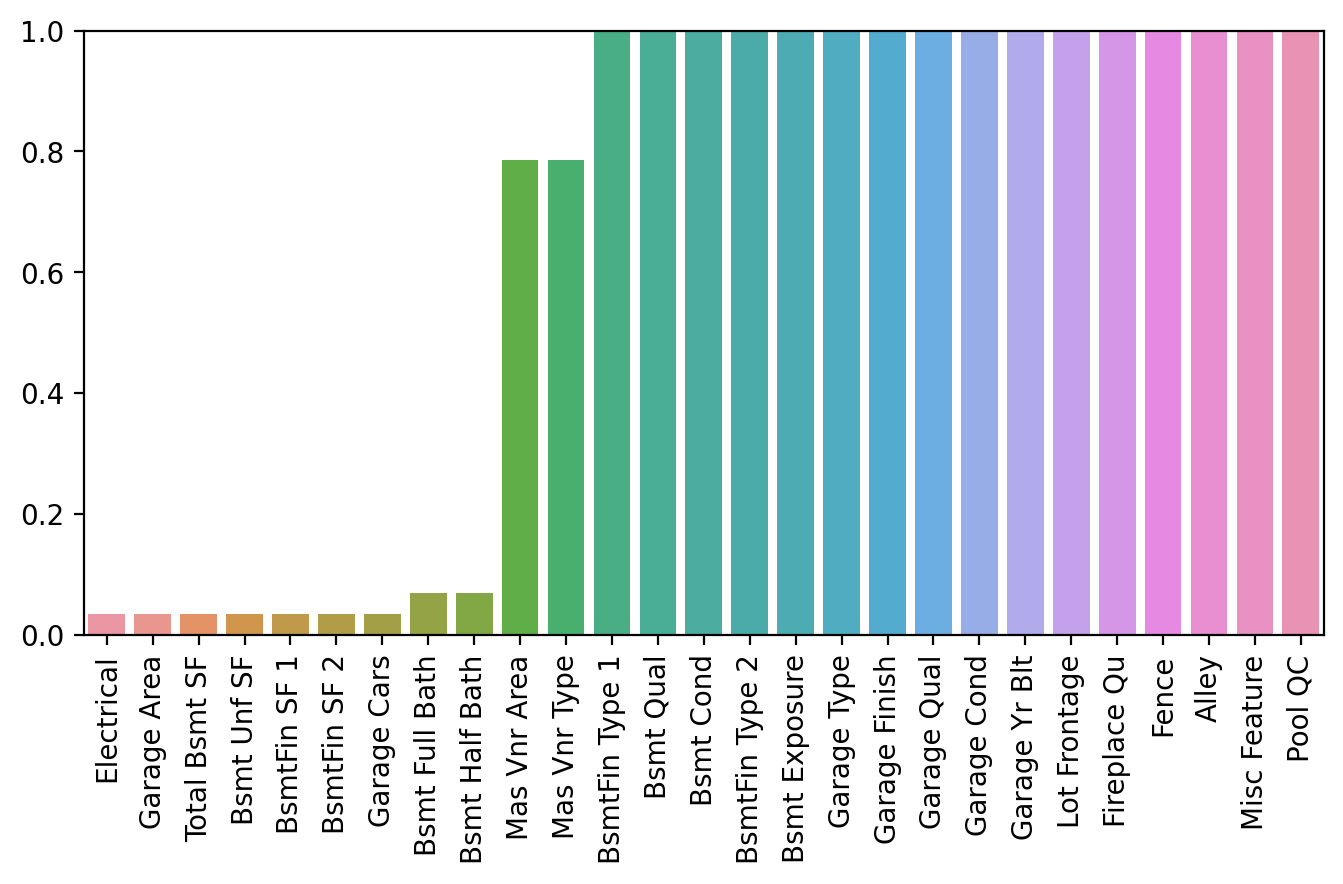 1.0
0.8
0.6
0.4
0.2
0.0
Electrical
Garage Area
Total Bsmt SF
Bsmt Unf SF
BsmtFin SF 1
BsmtFin SF 2
Garage Cars
Bsmt Full Bath
Bsmt Half Bath
Mas Vnr Area
Mas Vnr Type
BsmtFin Type 1
Bsmt Qual
Bsmt Cond
BsmtFin Type 2
Bsmt Exposure
Garage Type
Garage Finish
Garage Qual
Garage Cond
Garage Yr Blt
Lot Frontage
Fireplace Qu
Fence
Alley
Misc Feature
Pool QC